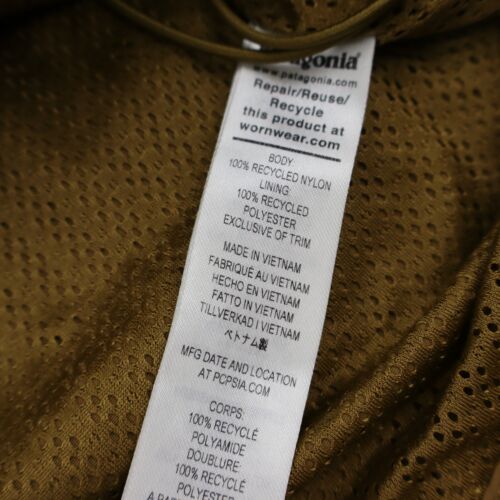 patagonia®
www.patagonia.com
Repair/Reuse/
Recycle
this product at
wornwear.com
BODY
100% RECYCLED NYLON
LINING:
100% RECYCLED
POLYESTER
EXCLUSIVE OF TRIM
MADE IN VIETNAM
FABRIQUÉ AU VIETNAM
HECHO EN VIETNAM
FATTO IN VIETNAM
TILLVERKAD I VIETNAM
ベトナム製
MFG DATE AND LOCATION
AT PCPSIA.COM
CORPS:
100% RECYCLÉ
POLYAMIDE
DOUBLURE:
100% RECYCLÉ
POLYESTER